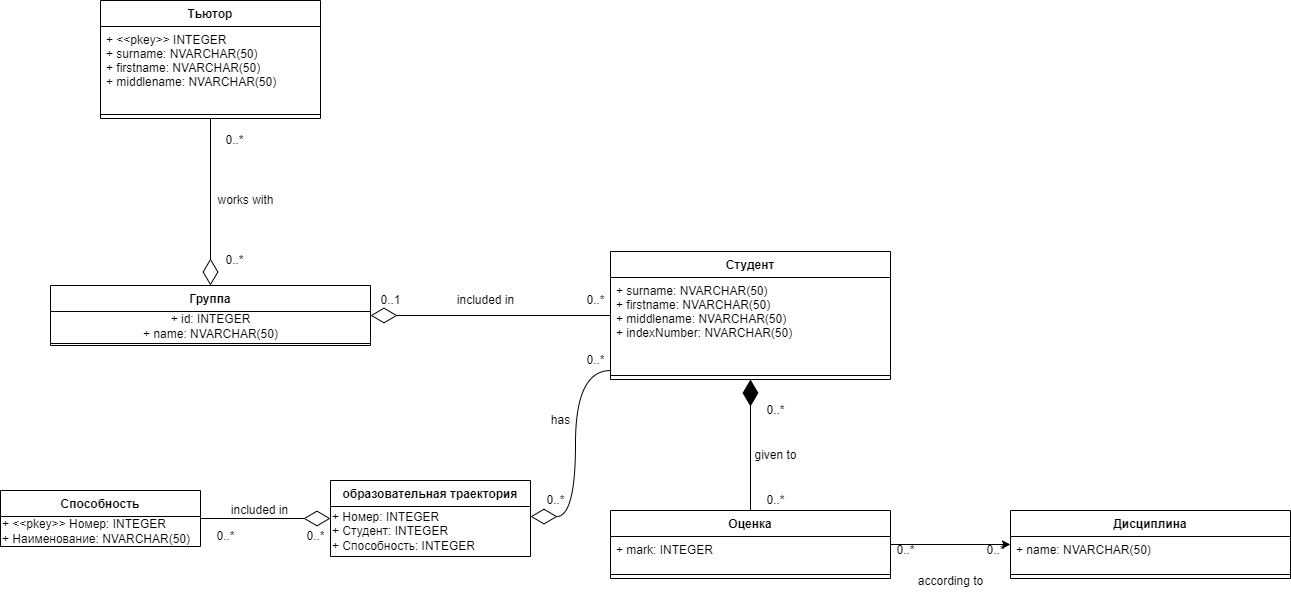 Тьютор
+ <<pkey>> INTEGER
+ surname: NVARCHAR(50)
+ firstname: NVARCHAR(50)
+ middlename: NVARCHAR(50)
0..*
works with
0..*
Группа
+ id: INTEGER
+ name: NVARCHAR(50)
0..1
included in
0..*
Студент
+ surname: NVARCHAR(50)
+ firstname: NVARCHAR(50)
+ middlename: NVARCHAR(50)
+ indexNumber: NVARCHAR(50)
0..*
has
0..*
0..*
given to
0..*
Способность
+ <<pkey>> Номер: INTEGER
+ Наименование: NVARCHAR(50)
included in
0..*
0..*
образовательная траектория
+ Номер: INTEGER
+ Студент: INTEGER
+ Способность: INTEGER
Оценка
+ mark: INTEGER
0..*
0..*
according to
Дисциплина
+ name: NVARCHAR(50)